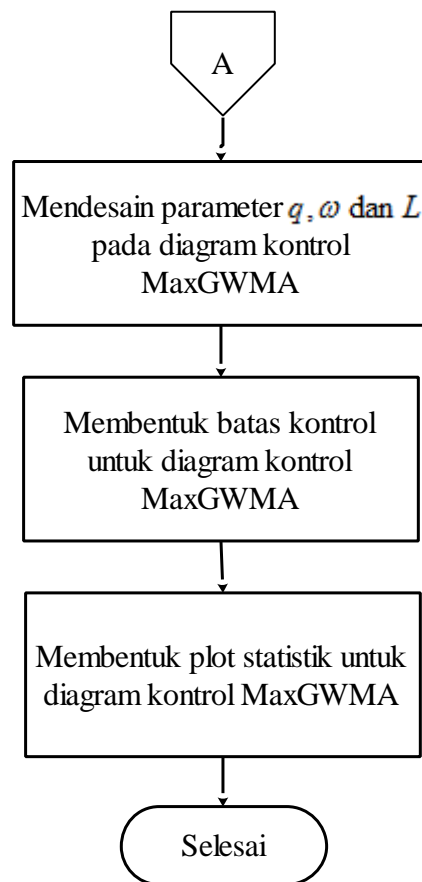 A
Mendesain parameter q, ω dan L
pada diagram kontrol
MaxGWMA
Membentuk batas kontrol
untuk diagram kontrol
MaxGWMA
Membentuk plot statistik untuk
diagram kontrol MaxGWMA
Selesai